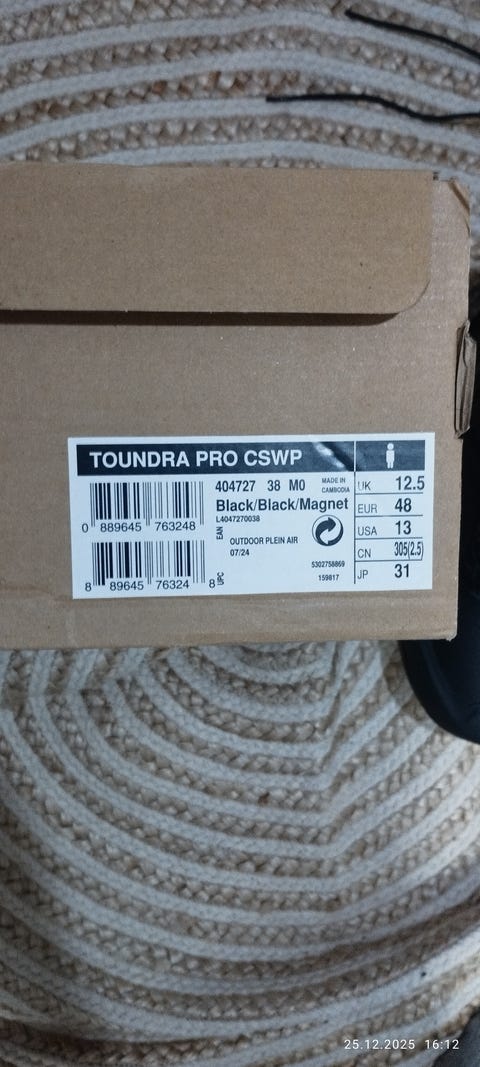 TOUNDRA PRO CSWP
404727 38 M0
MADE IN
CAMBODIA
Black/Black/Magnet
L4047270038
0 889645 763248
EAN
OUTDOOR PLEIN AIR
07/24
5302758869
159817
8 89645 76324 8
UPC
UK 12.5
EUR 48
USA 13
CN 305(2.5)
JP 31
25.12.2025 16:12